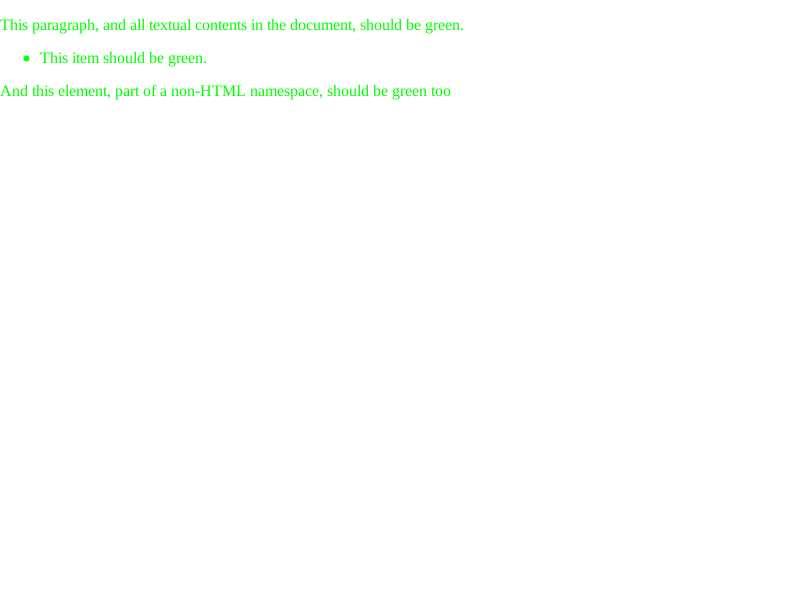 This paragraph, and all textual contents in the document, should be green.
This item should be green.
And this element, part of a non-HTML namespace, should be green too